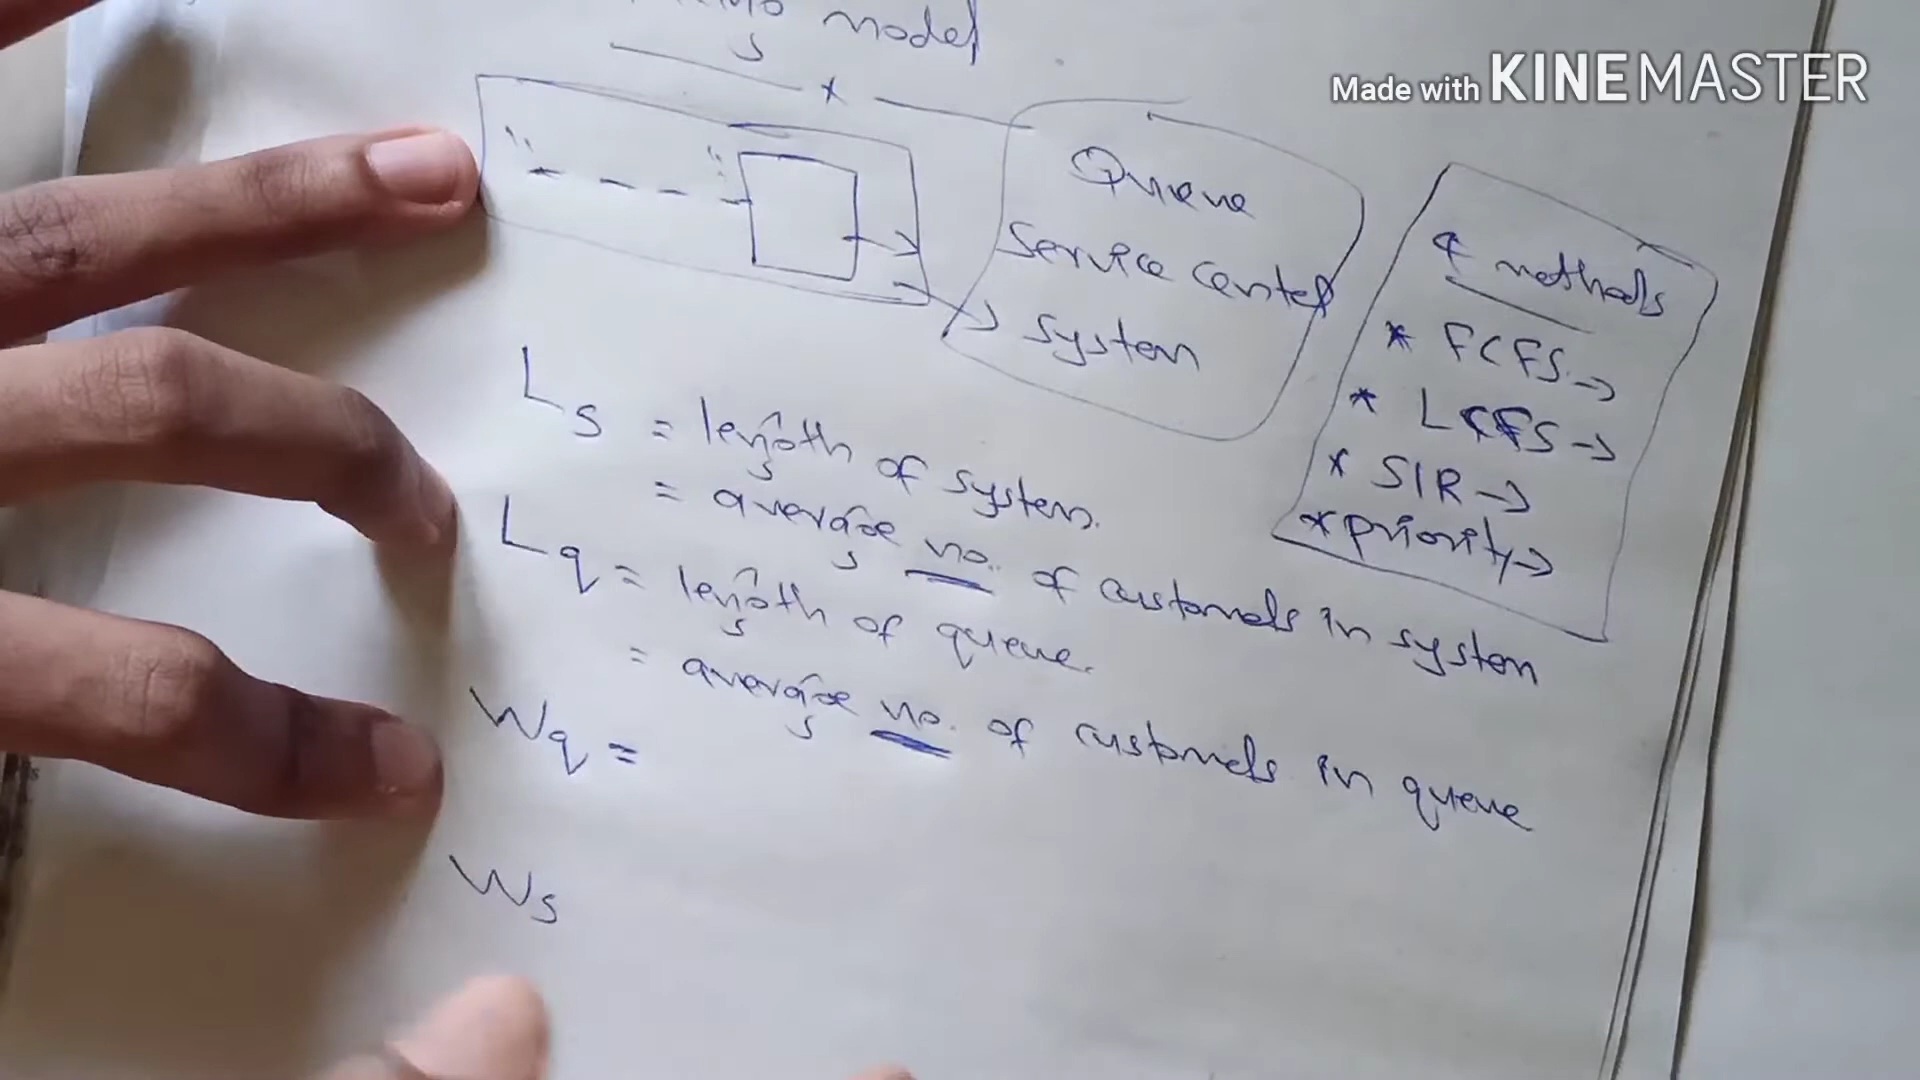 model
Made with KINEMASTER
Queue
Service center
system
4 methods
* FCFS →
* LCFS →
* SIR →
* priority →
Ls = length of system.
= average no. of customers in system
Lq = length of queue.
= average no. of customers in queue
Wq =
Ws